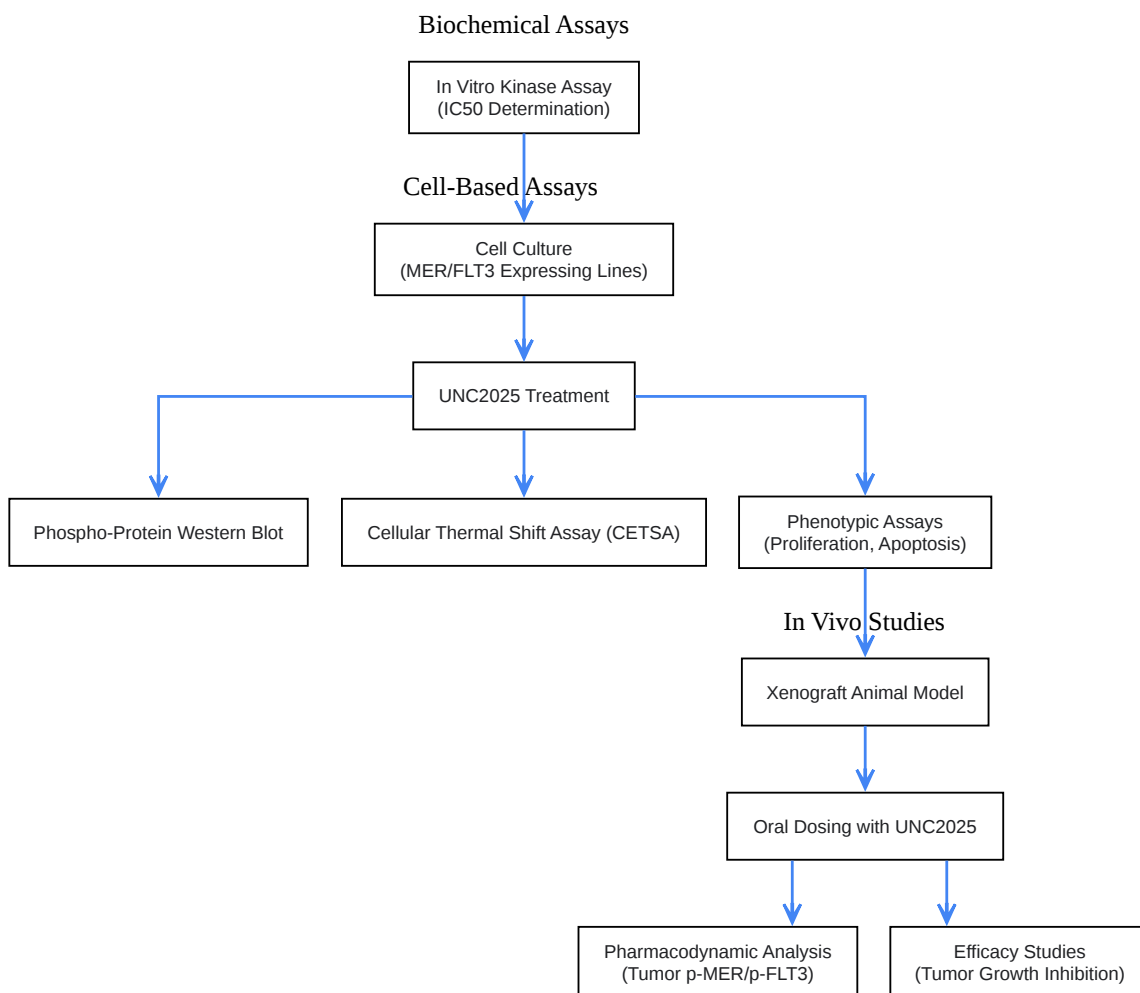 Biochemical Assays
In Vitro Kinase Assay
(IC50 Determination)
Cell-Based Assays
Cell Culture
(MER/FLT3 Expressing Lines)
UNC2025 Treatment
Phospho-Protein Western Blot
Cellular Thermal Shift Assay (CETSA)
Phenotypic Assays
(Proliferation, Apoptosis)
In Vivo Studies
Xenograft Animal Model
Oral Dosing with UNC2025
Pharmacodynamic Analysis
(Tumor p-MER/p-FLT3)
Efficacy Studies
(Tumor Growth Inhibition)